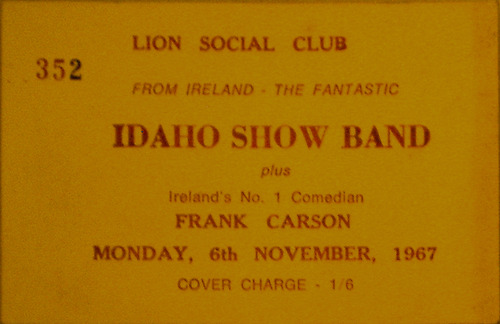 LION SOCIAL CLUB
352
FROM IRELAND - THE FANTASTIC
IDAHO SHOW BAND
plus
Ireland's No. 1 Comedian
FRANK CARSON
MONDAY, 6th NOVEMBER, 1967
COVER CHARGE - 1/6